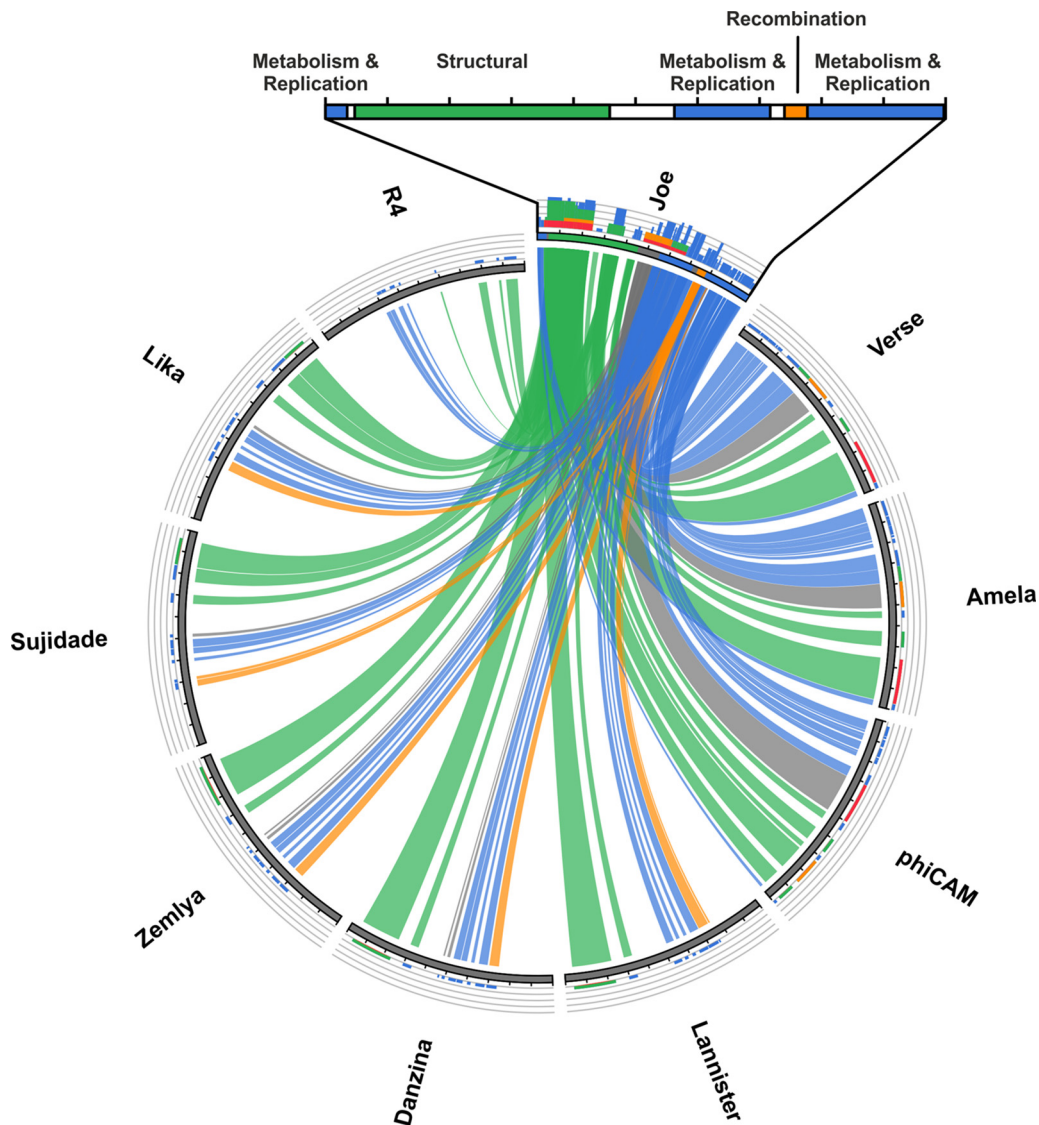 Recombination
Metabolism &
Replication
Structural
Metabolism &
Replication
Metabolism &
Replication
R4
Joe
Verse
Lika
Amela
Sujidade
phiCAM
Zemlya
Lannister
Danzina